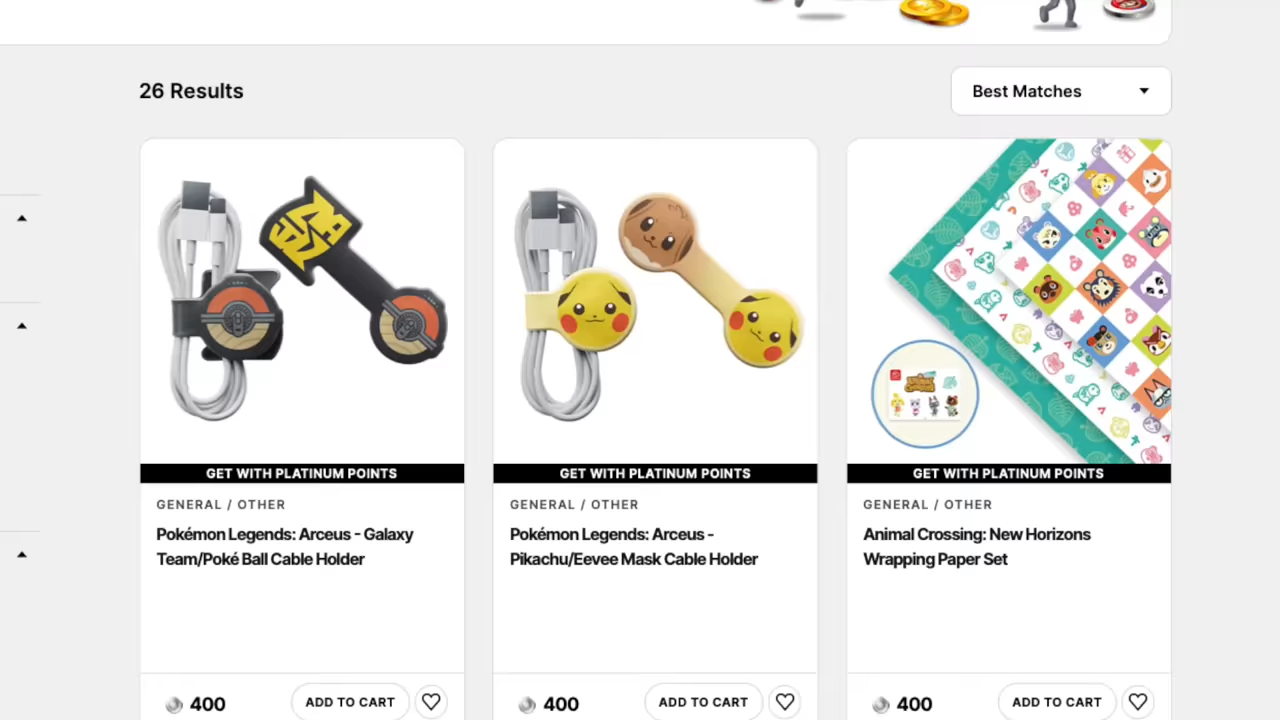 26 Results
Best Matches
GET WITH PLATINUM POINTS
GENERAL / OTHER
Pokémon Legends: Arceus - Galaxy
Team/Poké Ball Cable Holder
400
ADD TO CART
GET WITH PLATINUM POINTS
GENERAL / OTHER
Pokémon Legends: Arceus -
Pikachu/Eevee Mask Cable Holder
400
ADD TO CART
GET WITH PLATINUM POINTS
GENERAL / OTHER
Animal Crossing: New Horizons
Wrapping Paper Set
400
ADD TO CART